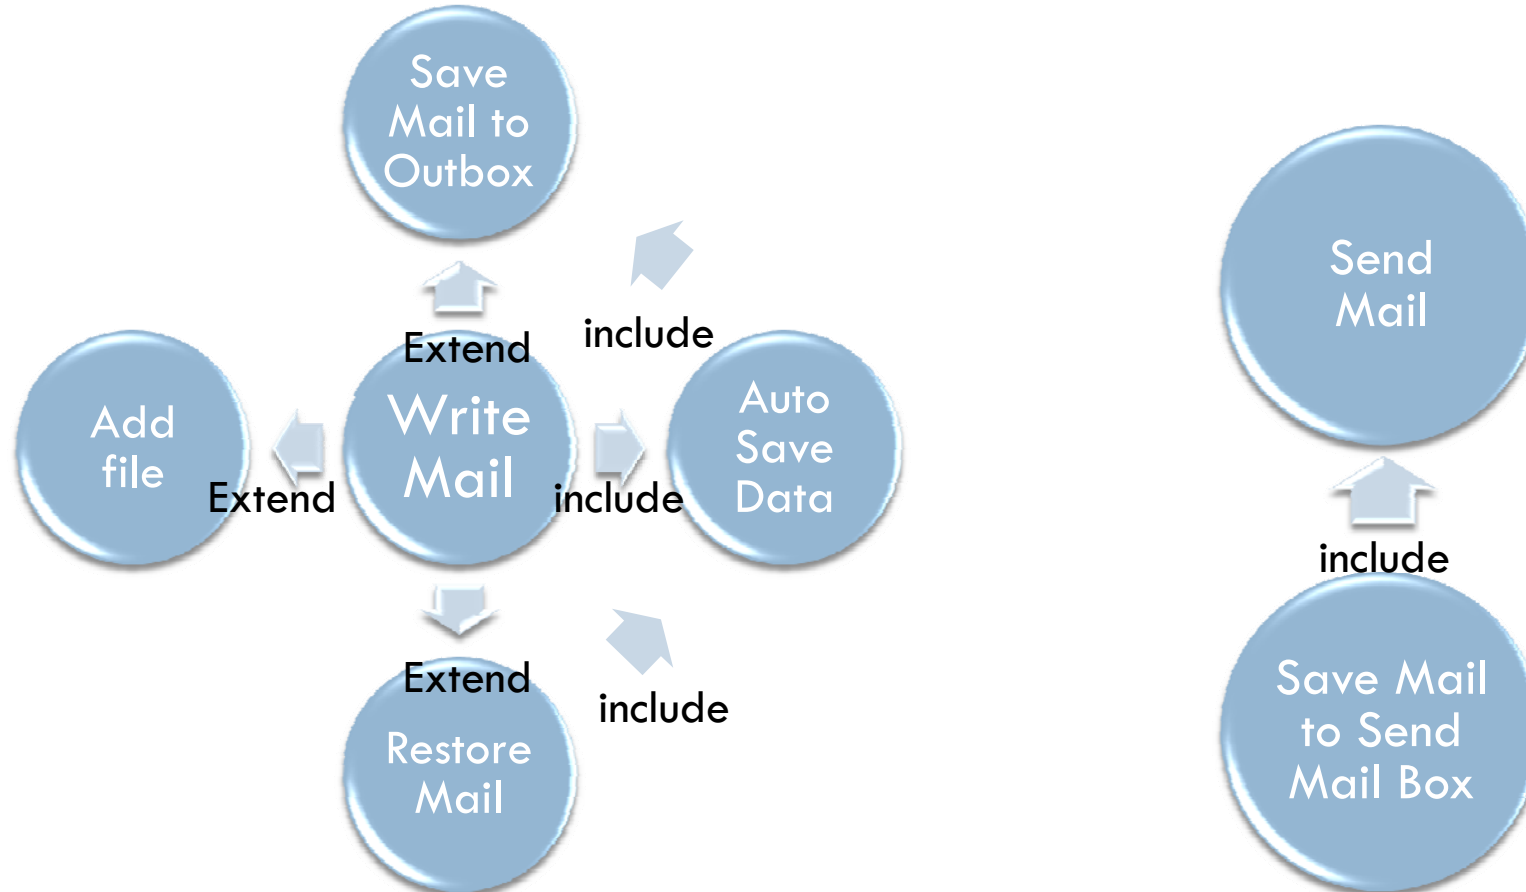 Save
Mail to
Outbox
Extend
include
Add
file
Extend
Write
Mail
include
Auto
Save
Data
Extend
include
Restore
Mail
Send
Mail
include
Save Mail
to Send
Mail Box